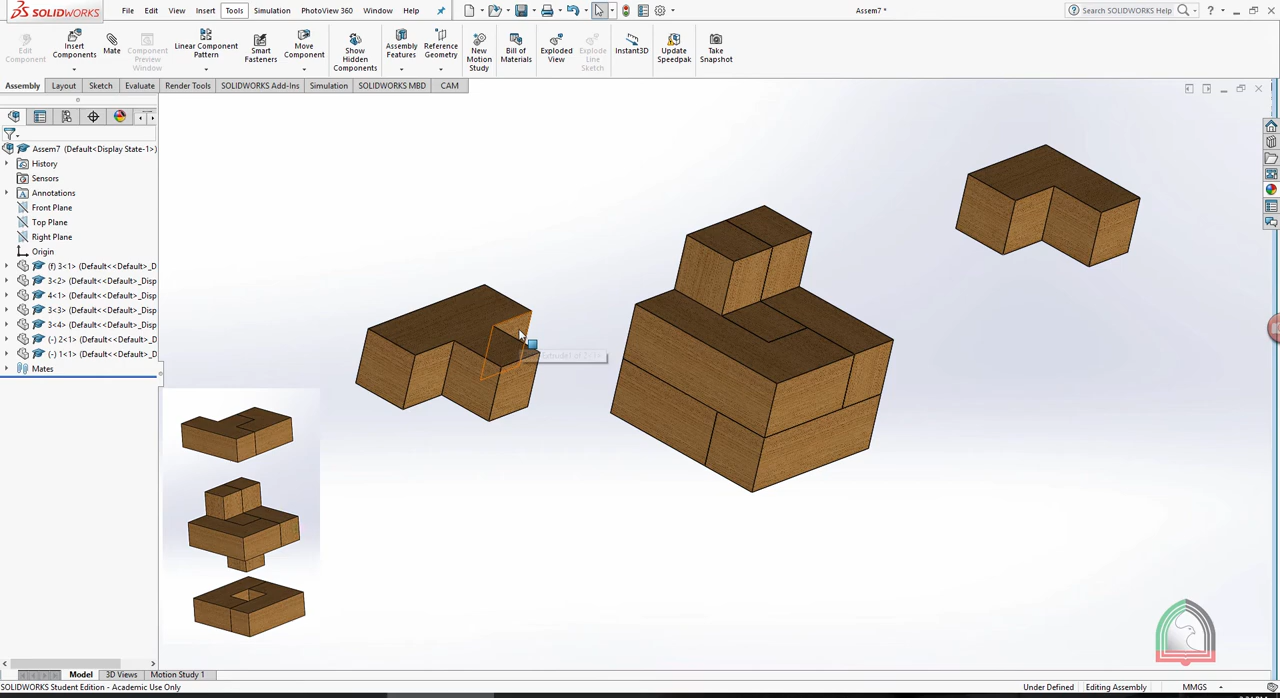 SOLIDWORKS
File Edit View Insert Tools Simulation PhotoView 360 Window Help
Assem7 *
Search SOLIDWORKS Help
Edit Component
Insert Components
Mate
Component Preview Window
Linear Component Pattern
Smart Fasteners
Move Component
Show Hidden Components
Assembly Features
Reference Geometry
New Motion Study
Bill of Materials
Exploded View
Explode Line Sketch
Instant3D
Update Speedpak
Take Snapshot
Assembly Layout Sketch Evaluate Render Tools SOLIDWORKS Add-Ins Simulation SOLIDWORKS MBD CAM
Assem7 (Default<Display State-1>)
History
Sensors
Annotations
Front Plane
Top Plane
Right Plane
Origin
(f) 3<1> (Default<<Default>_D
3<2> (Default<<Default>_Disp
4<1> (Default<<Default>_Disp
3<3> (Default<<Default>_Disp
3<4> (Default<<Default>_Disp
(-) 2<1> (Default<<Default>_D
(-) 1<1> (Default<<Default>_D
Mates
Model 3D Views Motion Study 1
SOLIDWORKS Student Edition - Academic Use Only
Under Defined Editing Assembly MMGS